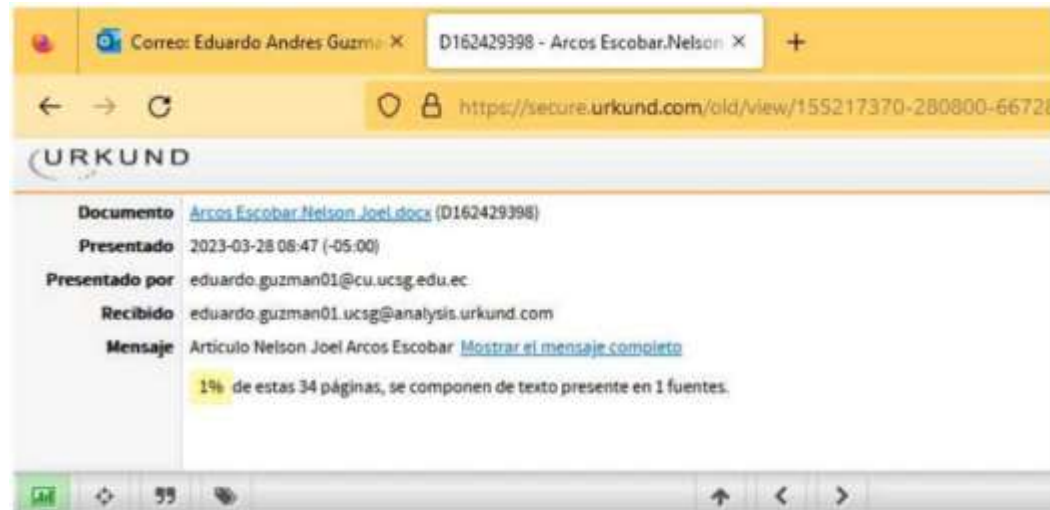 Correo: Eduardo Andres Guzma
D162429398 - Arcos Escobar.Nelson
https://secure.urkund.com/old/view/155217370-280800-66728
URKUND
Documento Arcos Escobar.Nelson Joel.docx (D162429398)
Presentado 2023-03-28 08:47 (-05:00)
Presentado por eduardo.guzman01@cu.ucsg.edu.ec
Recibido eduardo.guzman01.ucsg@analysis.urkund.com
Mensaje Artículo Nelson Joel Arcos Escobar Mostrar el mensaje completo
1% de estas 34 páginas, se componen de texto presente en 1 fuentes.